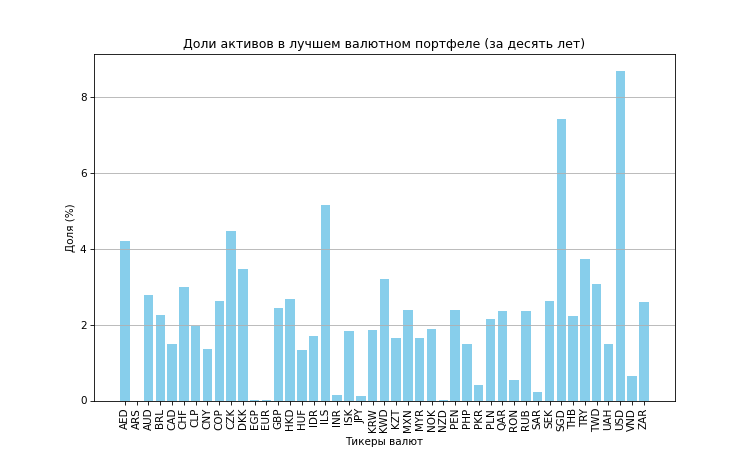 Доли активов в лучшем валютном портфеле (за десять лет)
Доля (%)
8
6
4
2
0
AED ARS AUD BRL CAD CHF CLP CNY COP CZK DKK EGP EUR GBP HKD HUF IDR ILS INR ISK JPY KRW KWD KZT MXN MYR NOK NZD PEN PHP PKR PLN QAR RON RUB SAR SEK SGD THB TRY TWD UAH USD VND ZAR
Тикеры валют